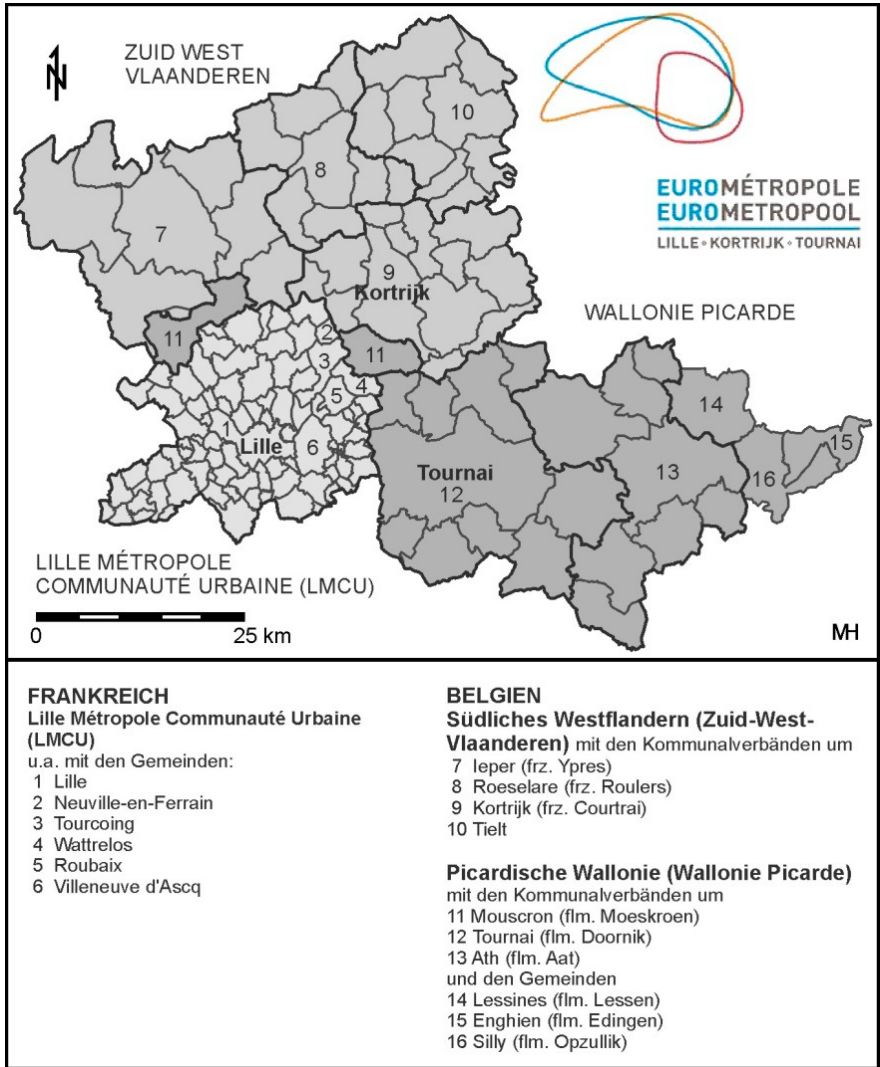 N
ZUID WEST
VLAANDEREN
10
8
7
EUROMÉTROPOLE
EUROMETROPOOL
LILLE•KORTRIJK•TOURNAI
9
Kortrijk
WALLONIE PICARDE
11
2
11
3
4
5
14
1
Lille
6
15
Tournai
13
16
12
LILLE MÉTROPOLE
COMMUNAUTÉ URBAINE (LMCU)
0 25 km
MH
FRANKREICH
Lille Métropole Communauté Urbaine
(LMCU)
u.a. mit den Gemeinden:
1 Lille
2 Neuville-en-Ferrain
3 Tourcoing
4 Wattrelos
5 Roubaix
6 Villeneuve d'Ascq
BELGIEN
Südliches Westflandern (Zuid-West-
Vlaanderen) mit den Kommunalverbänden um
7 Ieper (frz. Ypres)
8 Roeselare (frz. Roulers)
9 Kortrijk (frz. Courtrai)
10 Tielt
Picardische Wallonie (Wallonie Picarde)
mit den Kommunalverbänden um
11 Mouscron (flm. Moeskroen)
12 Tournai (flm. Doornik)
13 Ath (flm. Aat)
und den Gemeinden
14 Lessines (flm. Lessen)
15 Enghien (flm. Edingen)
16 Silly (flm. Opzullik)